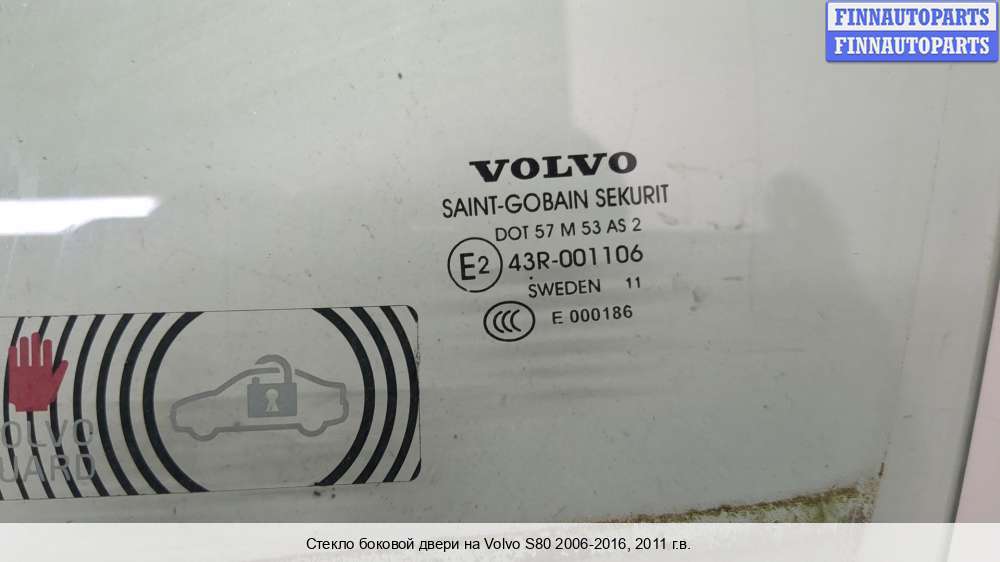 FINNAUTOPARTS
FINNAUTOPARTS
VOLVO
SAINT-GOBAIN SEKURIT
DOT 57 M 53 AS 2
E2 43R-001106
SWEDEN 11
CCC E 000186
OLVO
UARD
Стекло боковой двери на Volvo S80 2006-2016, 2011 г.в.